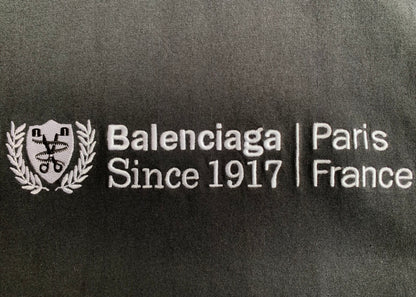 Balenciaga | Paris
Since 1917 | France